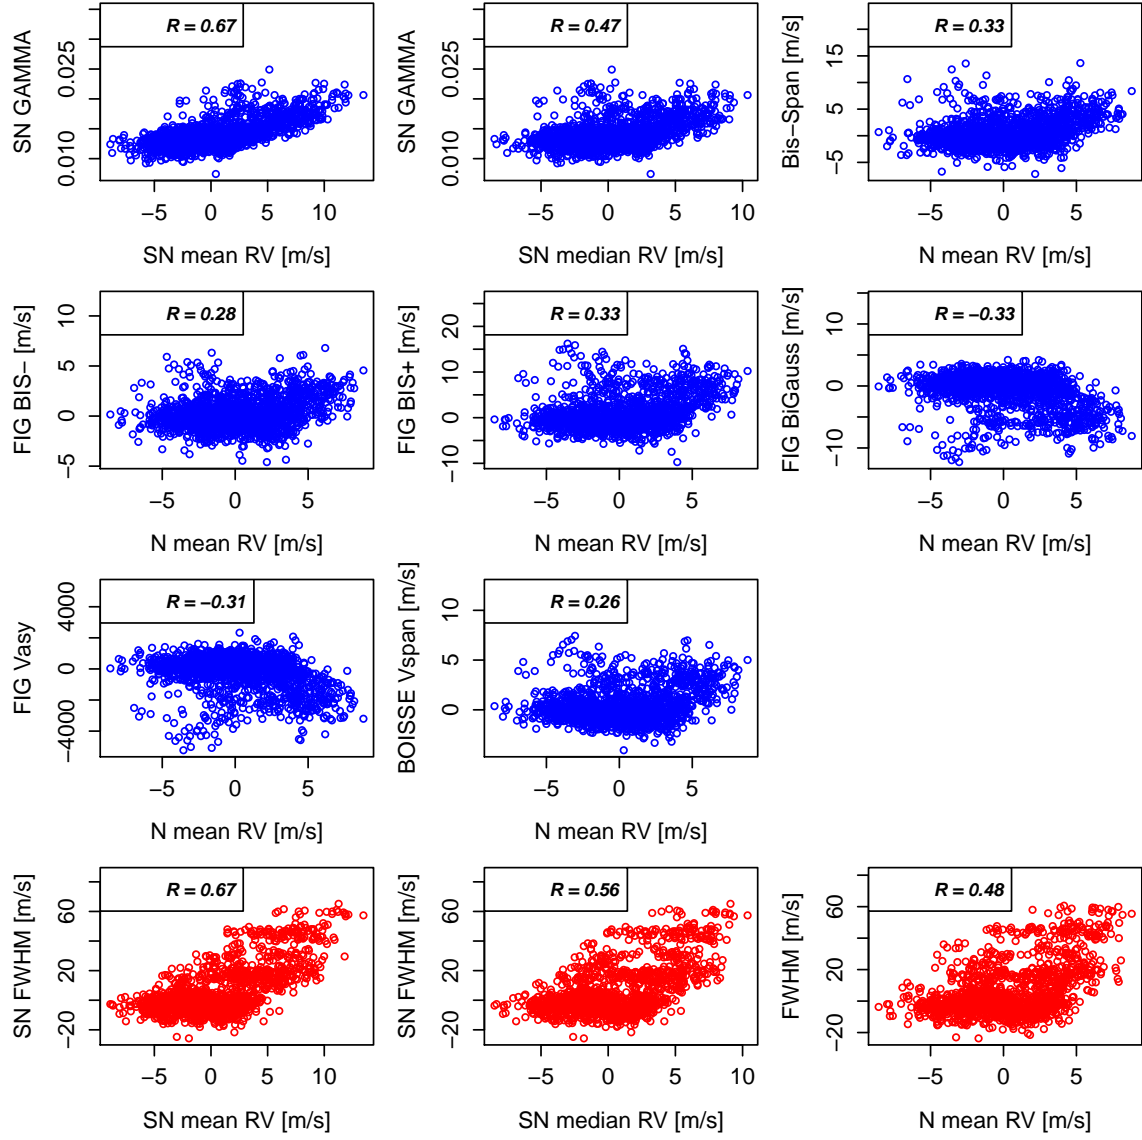 R = 0.67
SN GAMMA
0.010
0.025
−5
0
5
10
SN mean RV [m/s]
R = 0.47
SN GAMMA
0.010
0.025
−5
0
5
10
SN median RV [m/s]
R = 0.33
Bis−Span [m/s]
−5
5
15
−5
0
5
N mean RV [m/s]
R = 0.28
FIG BIS− [m/s]
−5
0
5
10
−5
0
5
N mean RV [m/s]
R = 0.33
FIG BIS+ [m/s]
−10
0
10
20
−5
0
5
N mean RV [m/s]
R = −0.33
FIG BiGauss [m/s]
−10
0
10
−5
0
5
N mean RV [m/s]
R = −0.31
FIG Vasy
−4000
0
4000
−5
0
5
N mean RV [m/s]
R = 0.26
BOISSE Vspan [m/s]
0
5
10
−5
0
5
N mean RV [m/s]
R = 0.67
SN FWHM [m/s]
−20
20
60
−5
0
5
10
SN mean RV [m/s]
R = 0.56
SN FWHM [m/s]
−20
20
60
−5
0
5
10
SN median RV [m/s]
R = 0.48
FWHM [m/s]
−20
20
60
−5
0
5
N mean RV [m/s]